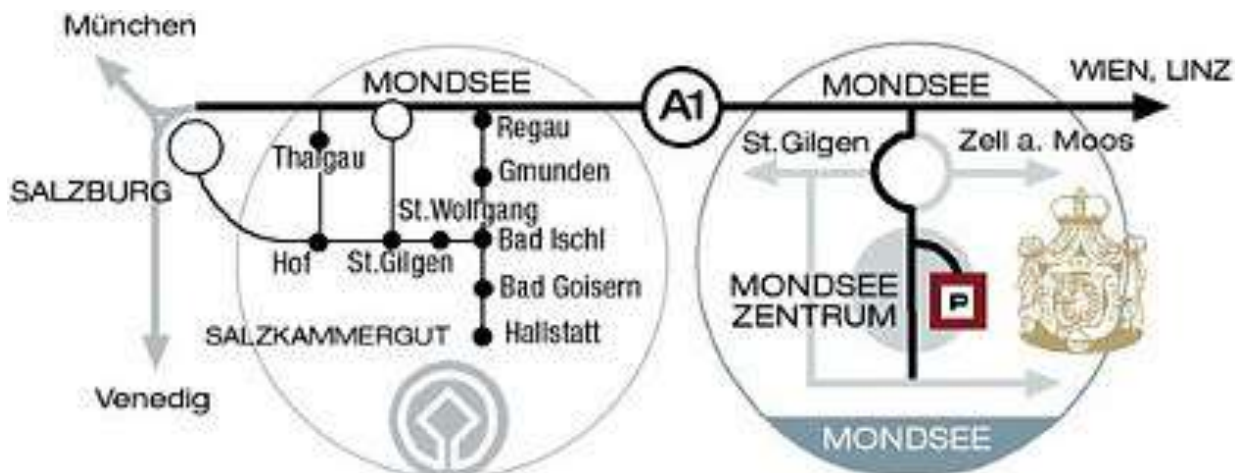 München
MONDSEE
A1
MONDSEE
WIEN, LINZ
Thalgau
Regau
St.Gilgen
Zell a. Moos
Gmunden
SALZBURG
St.Wolfgang
Hof
St.Gilgen
Bad Ischl
Bad Goisern
MONDSEE
ZENTRUM
P
SALZKAMMERGUT
Hallstatt
Venedig
MONDSEE